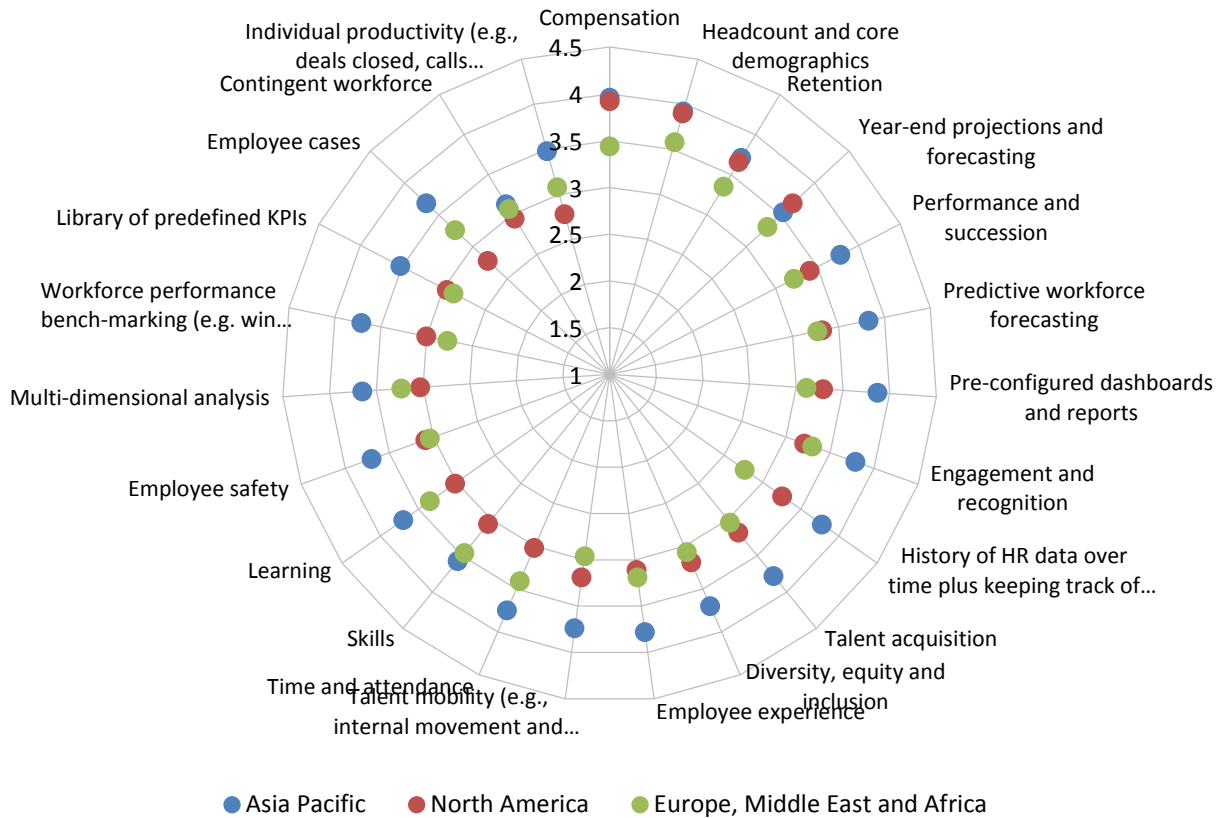 Compensation
Headcount and core
demographics
Retention
Year-end projections and
forecasting
Performance and
succession
Predictive workforce
forecasting
Pre-configured dashboards
and reports
Engagement and
recognition
History of HR data over
time plus keeping track of…
Talent acquisition
Diversity, equity and
inclusion
Employee experience
Talent mobility (e.g.,
internal movement and…
Time and attendance
Skills
Learning
Employee safety
Multi-dimensional analysis
Workforce performance
bench-marking (e.g. win…
Library of predefined KPIs
Employee cases
Contingent workforce
Individual productivity (e.g.,
deals closed, calls…
4.5
4
3.5
3
2.5
2
1.5
1
Asia Pacific
North America
Europe, Middle East and Africa